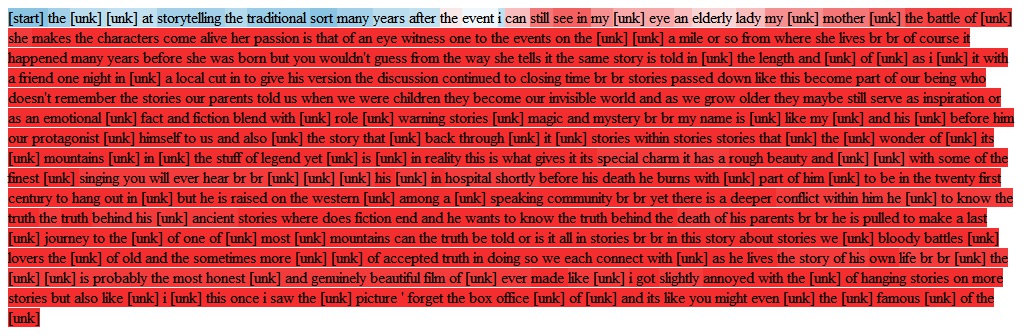 [start] the [unk] [unk] at storytelling the traditional sort many years after the event i can still see in my [unk] eye an elderly lady my [unk] mother [unk] the battle of [unk]
she makes the characters come alive her passion is that of an eye witness one to the events on the [unk] [unk] a mile or so from where she lives br br of course it
happened many years before she was born but you wouldn't guess from the way she tells it the same story is told in [unk] the length and [unk] of [unk] as i [unk] it with
a friend one night in [unk] a local cut in to give his version the discussion continued to closing time br br stories passed down like this become part of our being who
doesn't remember the stories our parents told us when we were children they become our invisible world and as we grow older they maybe still serve as inspiration or
as an emotional [unk] fact and fiction blend with [unk] role [unk] warning stories [unk] magic and mystery br br my name is [unk] like my [unk] and his [unk] before him
our protagonist [unk] himself to us and also [unk] the story that [unk] back through [unk] it [unk] stories within stories stories that [unk] the [unk] wonder of [unk] its
[unk] mountains [unk] in [unk] the stuff of legend yet [unk] is [unk] in reality this is what gives it its special charm it has a rough beauty and [unk] [unk] with some of the
finest [unk] singing you will ever hear br br [unk] [unk] his [unk] in hospital shortly before his death he burns with [unk] part of him [unk] to be in the twenty first
century to hang out in [unk] but he is raised on the western [unk] among a [unk] speaking community br br yet there is a deeper conflict within him he [unk] to know the
truth the truth behind his [unk] ancient stories where does fiction end and he wants to know the truth behind the death of his parents br br he is pulled to make a last
[unk] journey to the [unk] of one of [unk] most [unk] mountains can the truth be told or is it all in stories br br in this story about stories we [unk] bloody battles [unk]
lovers the [unk] of old and the sometimes more [unk] [unk] of accepted truth in doing so we each connect with [unk] as he lives the story of his own life br br [unk] the
[unk] [unk] is probably the most honest [unk] and genuinely beautiful film of [unk] ever made like [unk] i got slightly annoyed with the [unk] of hanging stories on more
stories but also like [unk] i [unk] this once i saw the [unk] picture ' forget the box office [unk] of [unk] and its like you might even [unk] the [unk] famous [unk] of the
[unk]